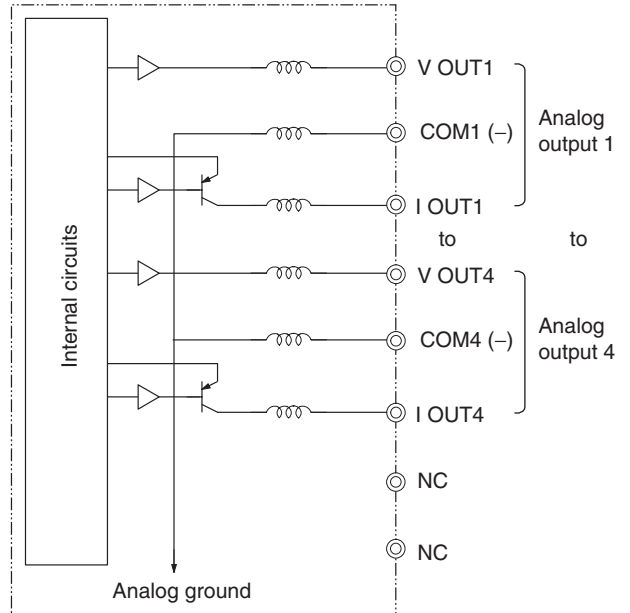 Internal circuits
V OUT1
COM1 (–)
Analog
output 1
I OUT1
to
to
V OUT4
COM4 (–)
Analog
output 4
I OUT4
NC
NC
Analog ground